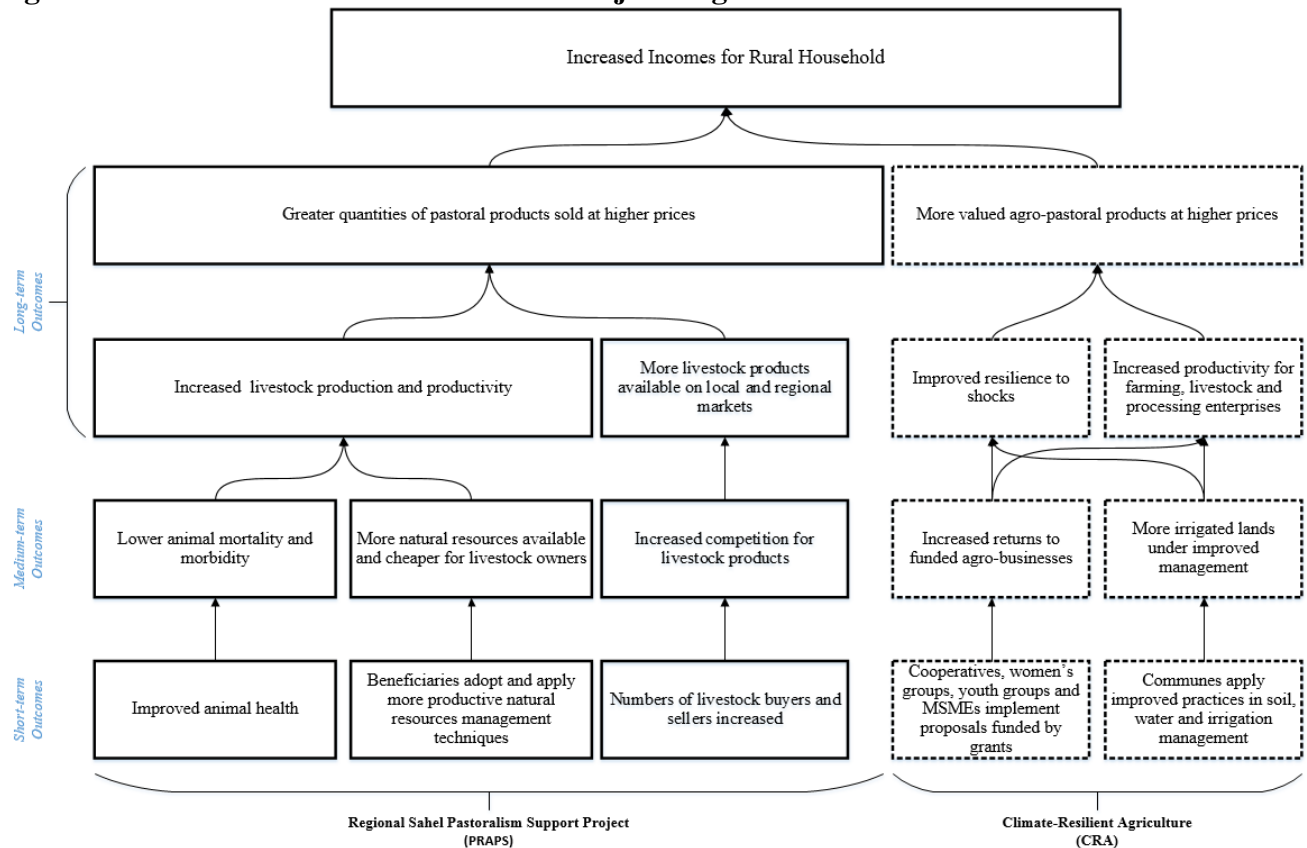 Increased Incomes for Rural Household
Greater quantities of pastoral products sold at higher prices
More valued agro-pastoral products at higher prices
Long-term
Outcomes
Increased livestock production and productivity
More livestock products
available on local and regional
markets
Improved resilience to
shocks
Increased productivity for
farming, livestock and
processing enterprises
Medium-term
Outcomes
Lower animal mortality and
morbidity
More natural resources available
and cheaper for livestock owners
Increased competition for
livestock products
Increased returns to
funded agro-businesses
More irrigated lands
under improved
management
Short-term
Outcomes
Improved animal health
Beneficiaries adopt and apply
more productive natural
resources management
techniques
Numbers of livestock buyers and
sellers increased
Cooperatives, women's
groups, youth groups and
MSMEs implement
proposals funded by
grants
Communes apply
improved practices in soil,
water and irrigation
management
Regional Sahel Pastoralism Support Project
(PRAPS)
Climate-Resilient Agriculture
(CRA)